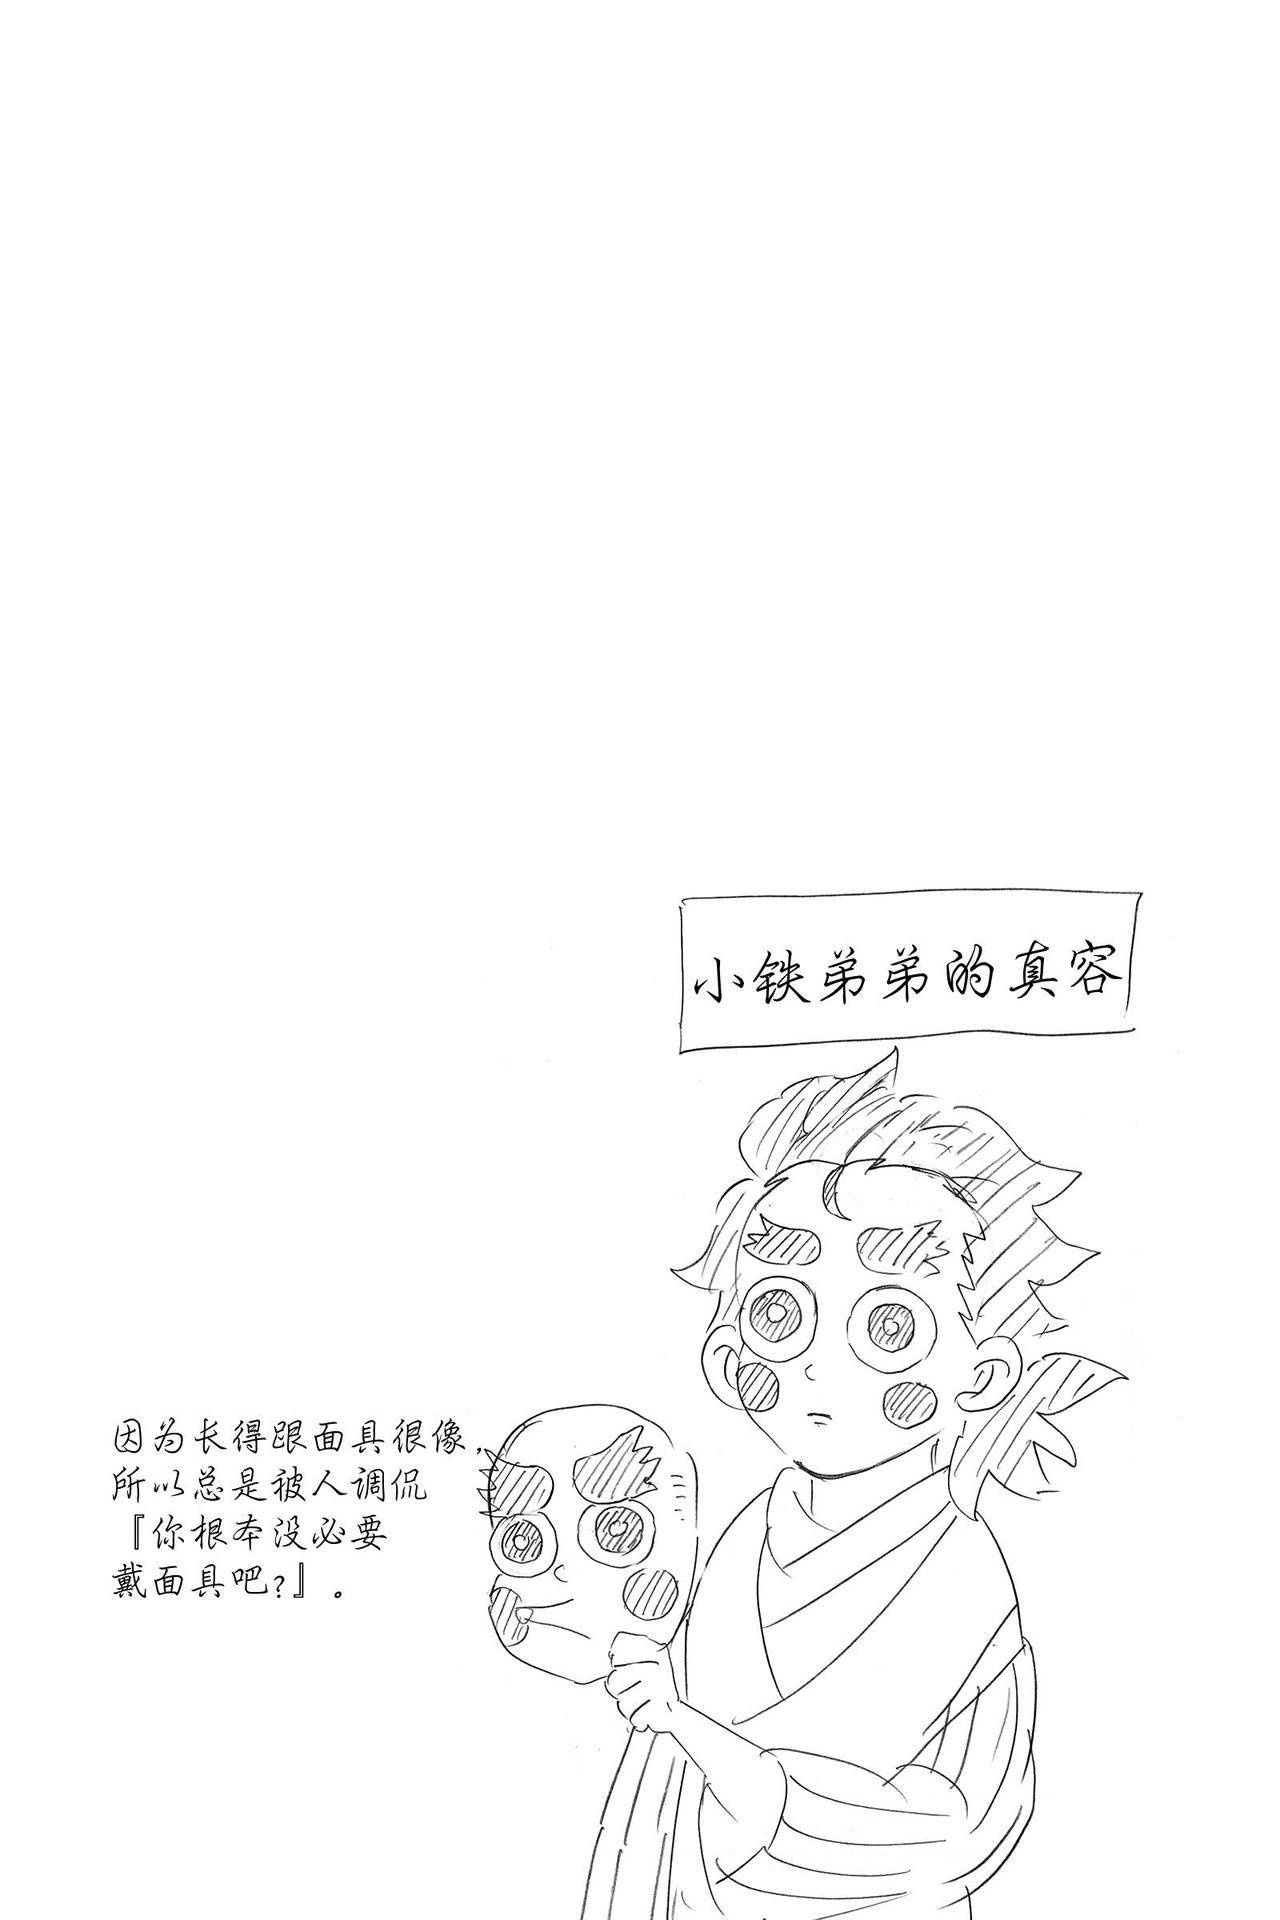 小铁弟弟的真容
因为长得跟面具很像，
所以总是被人调侃
『你根本没必要
戴面具吧?』。